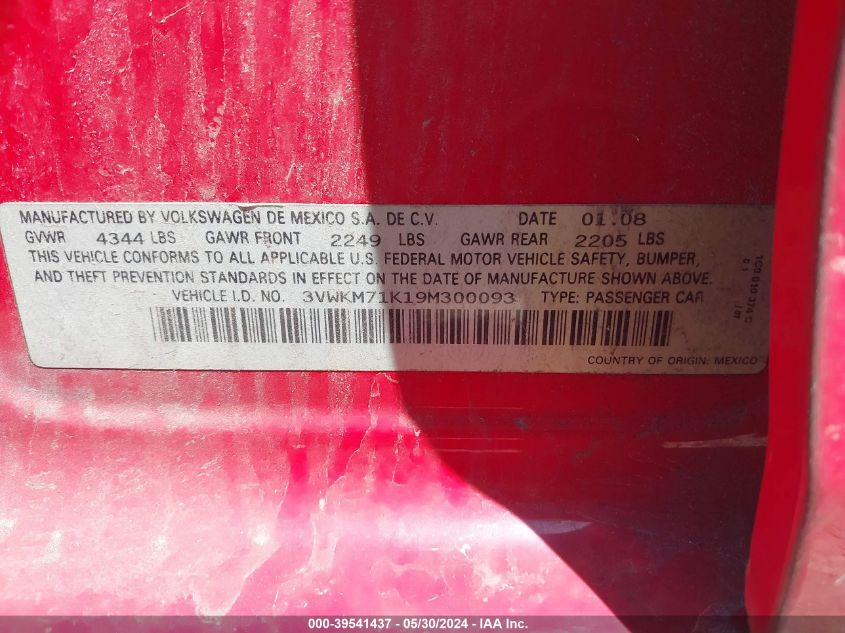 MANUFACTURED BY VOLKSWAGEN DE MEXICO S.A. DE C.V. DATE 01.08
GVWR 4344 LBS GAWR FRONT 2249 LBS GAWR REAR 2205 LBS
THIS VEHICLE CONFORMS TO ALL APPLICABLE U.S. FEDERAL MOTOR VEHICLE SAFETY, BUMPER,
AND THEFT PREVENTION STANDARDS IN EFFECT ON THE DATE OF MANUFACTURE SHOWN ABOVE.
VEHICLE I.D. NO. 3VWKM71K19M300093 TYPE: PASSENGER CAR
COUNTRY OF ORIGIN: MEXICO
1C0 010 374 C
000-39541437 - 05/30/2024 - IAA Inc.